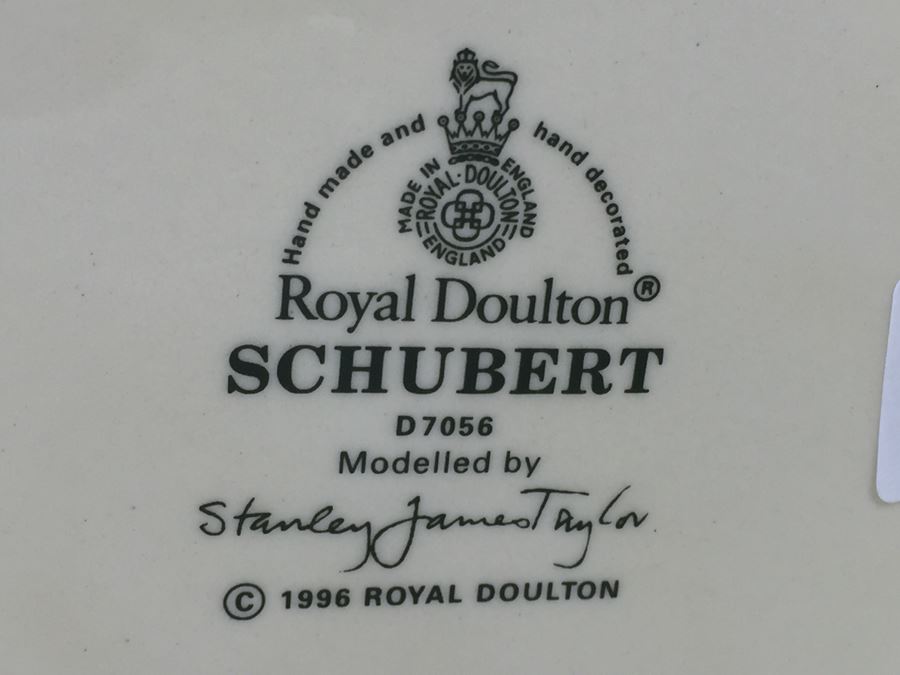 Hand made and hand decorated
MADE IN ENGLAND
ROYAL·DOULTON
ENGLAND
Royal Doulton®
SCHUBERT
D7056
Modelled by
Stanley James Taylor.
© 1996 ROYAL DOULTON